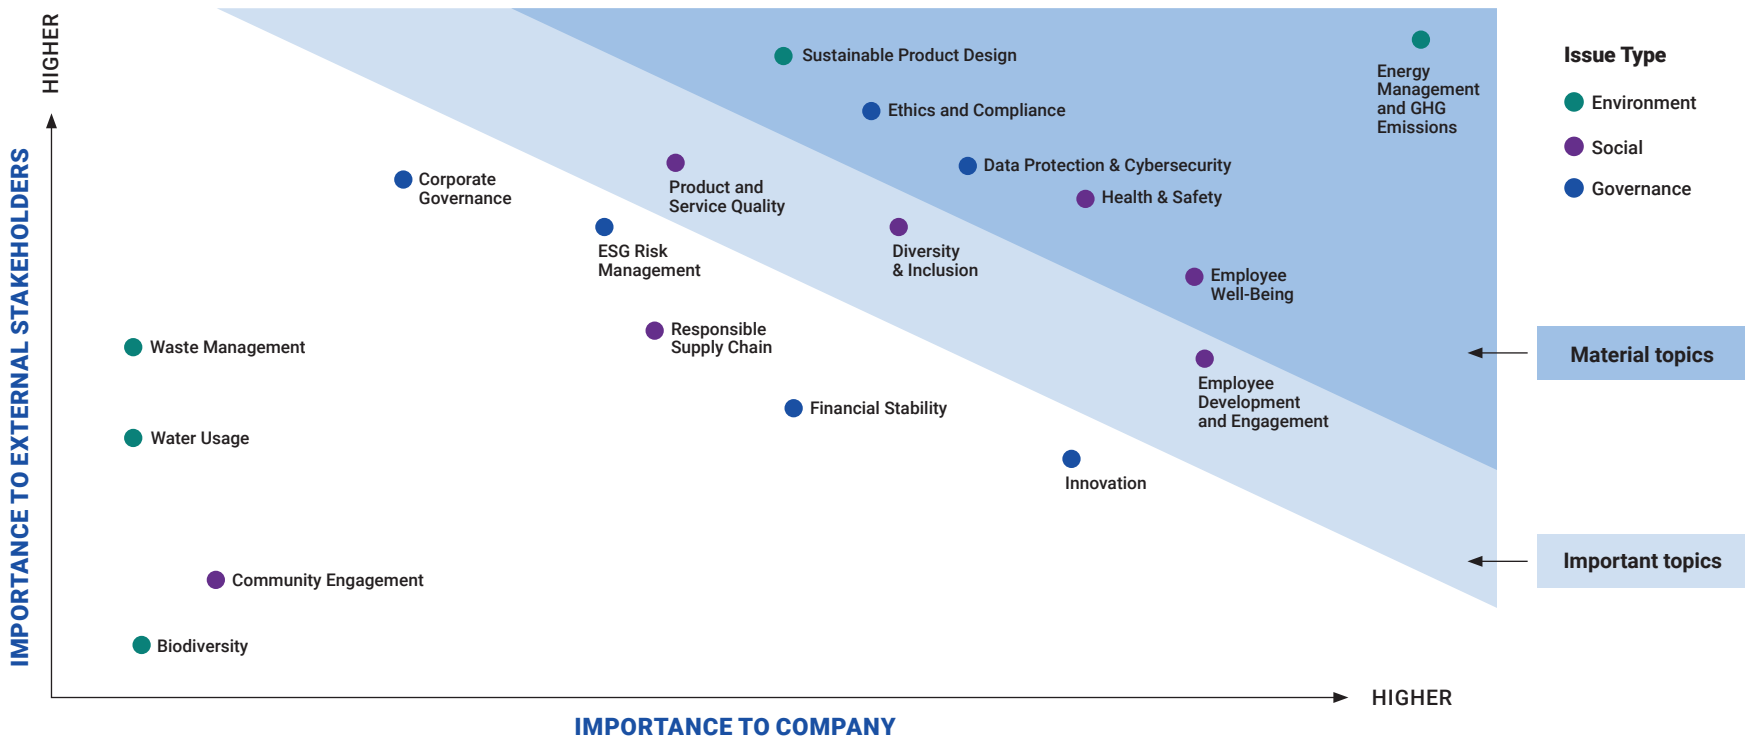 HIGHER
IMPORTANCE TO EXTERNAL STAKEHOLDERS
Sustainable Product Design
Energy
Management
and GHG
Emissions
Ethics and Compliance
Data Protection & Cybersecurity
Corporate
Governance
Product and
Service Quality
Health & Safety
ESG Risk
Management
Diversity
& Inclusion
Employee
Well-Being
Waste Management
Responsible
Supply Chain
Employee
Development
and Engagement
Financial Stability
Water Usage
Innovation
Community Engagement
Biodiversity
HIGHER
IMPORTANCE TO COMPANY
Issue Type
Environment
Social
Governance
Material topics
Important topics